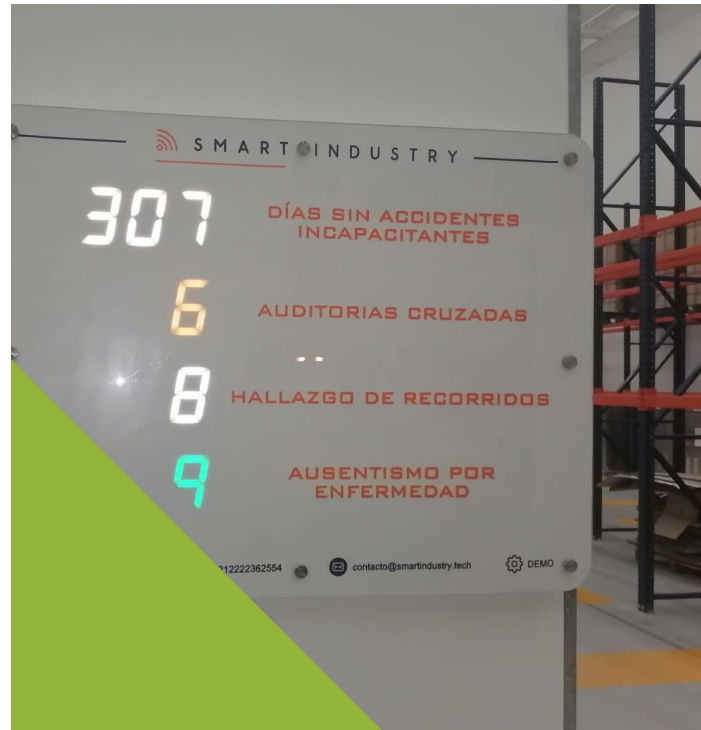 SMART INDUSTRY
307 DÍAS SIN ACCIDENTES
INCAPACITANTES
6 AUDITORIAS CRUZADAS
8 HALLAZGO DE RECORRIDOS
9 AUSENTISMO POR
ENFERMEDAD
12222362554 contacto@smartindustry.tech DEMO